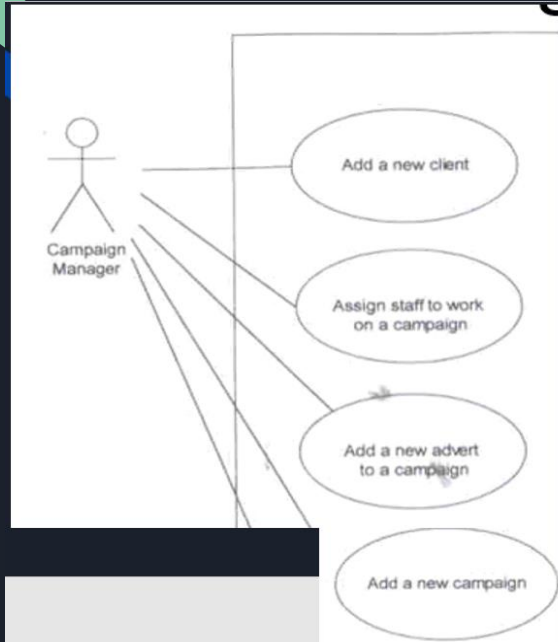 Add a new client
Campaign
Manager
Assign staff to work
on a campaign
Add a new advert
to a campaign
Add a new campaign